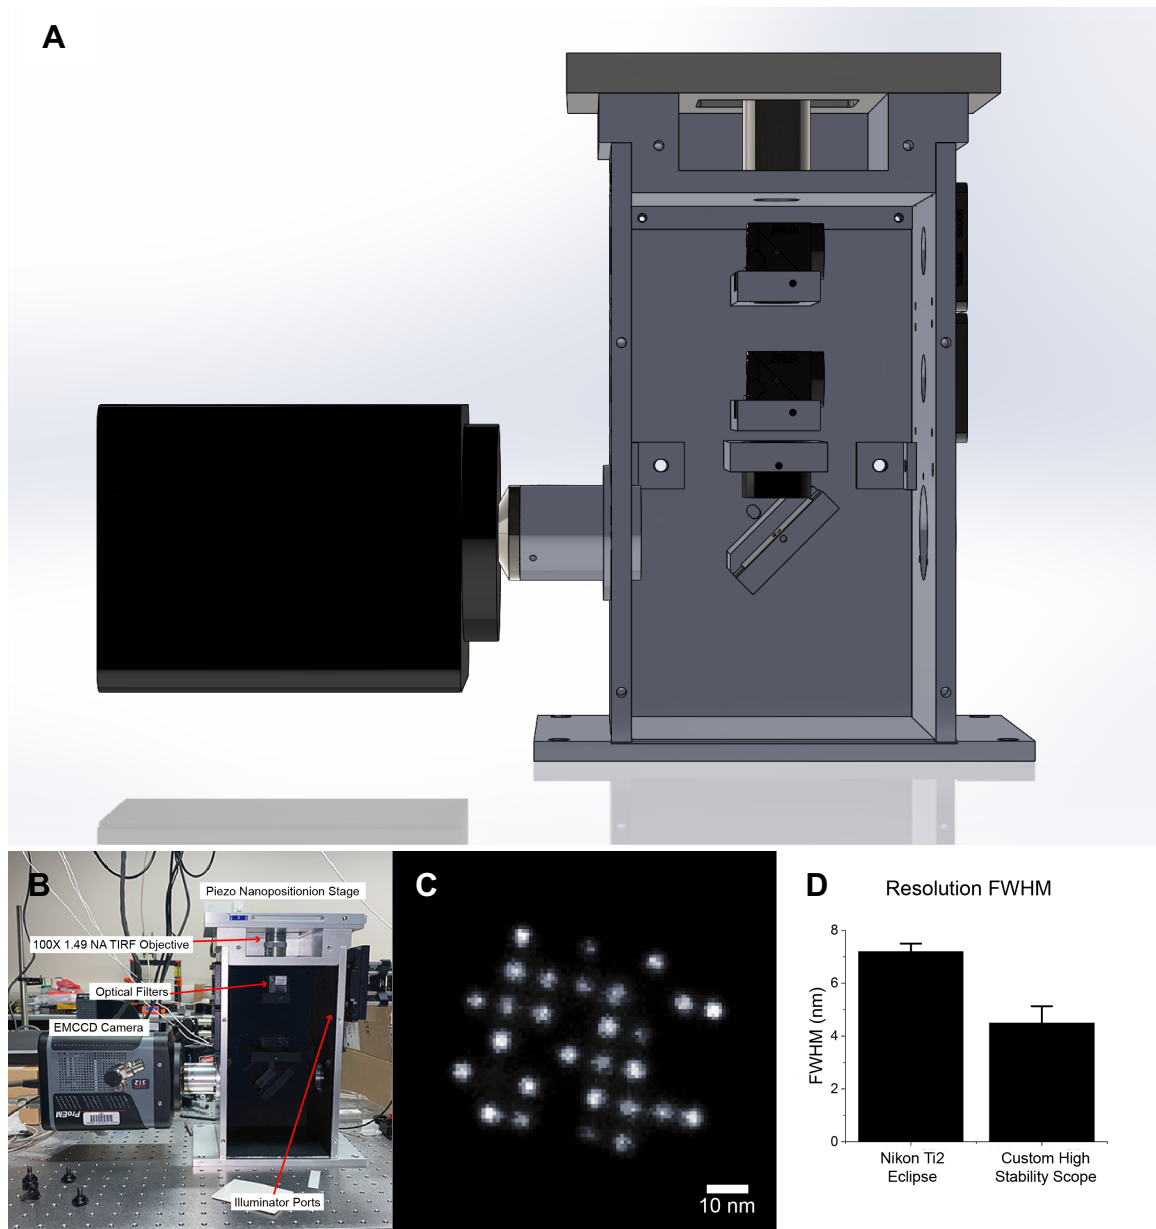 A
B
Piezo Nanopositionion Stage
100X 1.49 NA TIRF Objective
Optical Filters
EMCCD Camera
512
ProEM
Illuminator Ports
C
10 nm
D
Resolution FWHM
8
6
4
2
0
FWHM (nm)
Nikon Ti2
Eclipse
Custom High
Stability Scope